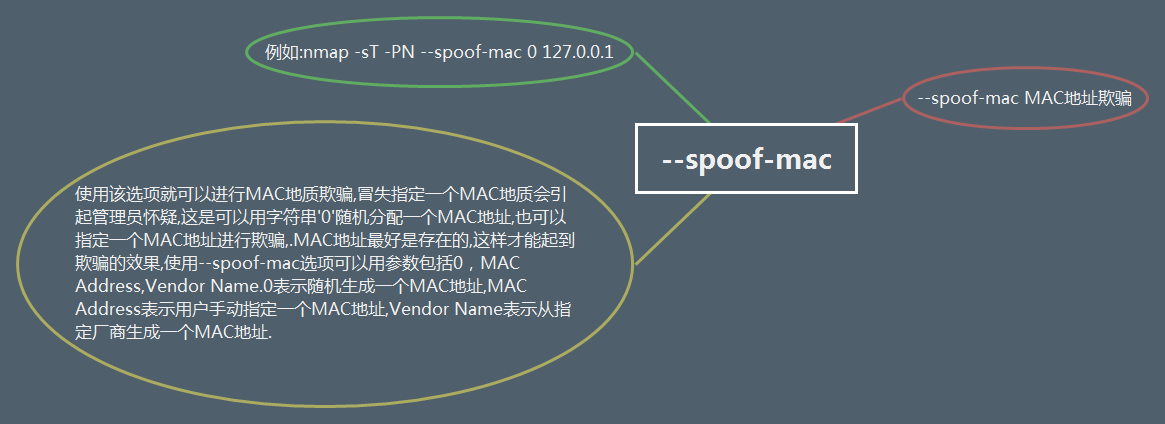 例如:nmap -sT -PN --spoof-mac 0 127.0.0.1
--spoof-mac MAC地址欺骗
--spoof-mac
使用该选项就可以进行MAC地质欺骗,冒失指定一个MAC地质会引
起管理员怀疑,这是可以用字符串'0'随机分配一个MAC地址,也可以
指定一个MAC地址进行欺骗,.MAC地址最好是存在的,这样才能起到
欺骗的效果,使用--spoof-mac选项可以用参数包括0，MAC
Address,Vendor Name.0表示随机生成一个MAC地址,MAC
Address表示用户手动指定一个MAC地址,Vendor Name表示从指
定厂商生成一个MAC地址.